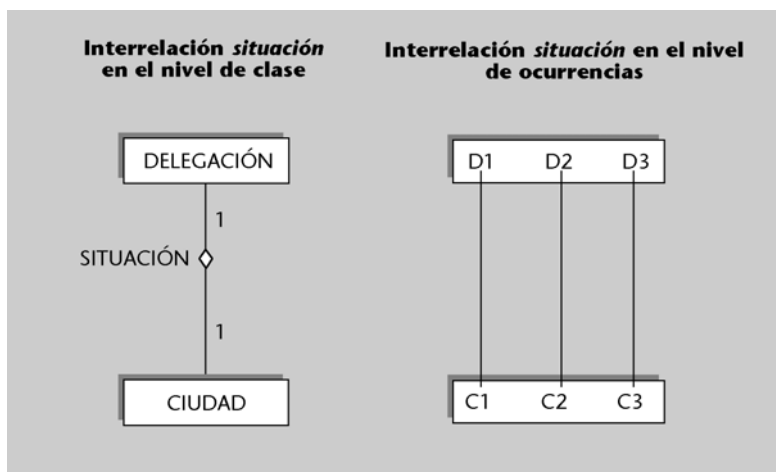 Interrelación situación
en el nivel de clase
DELEGACIÓN
1
SITUACIÓN
1
CIUDAD
Interrelación situación en el nivel
de ocurrencias
D1 D2 D3
C1 C2 C3